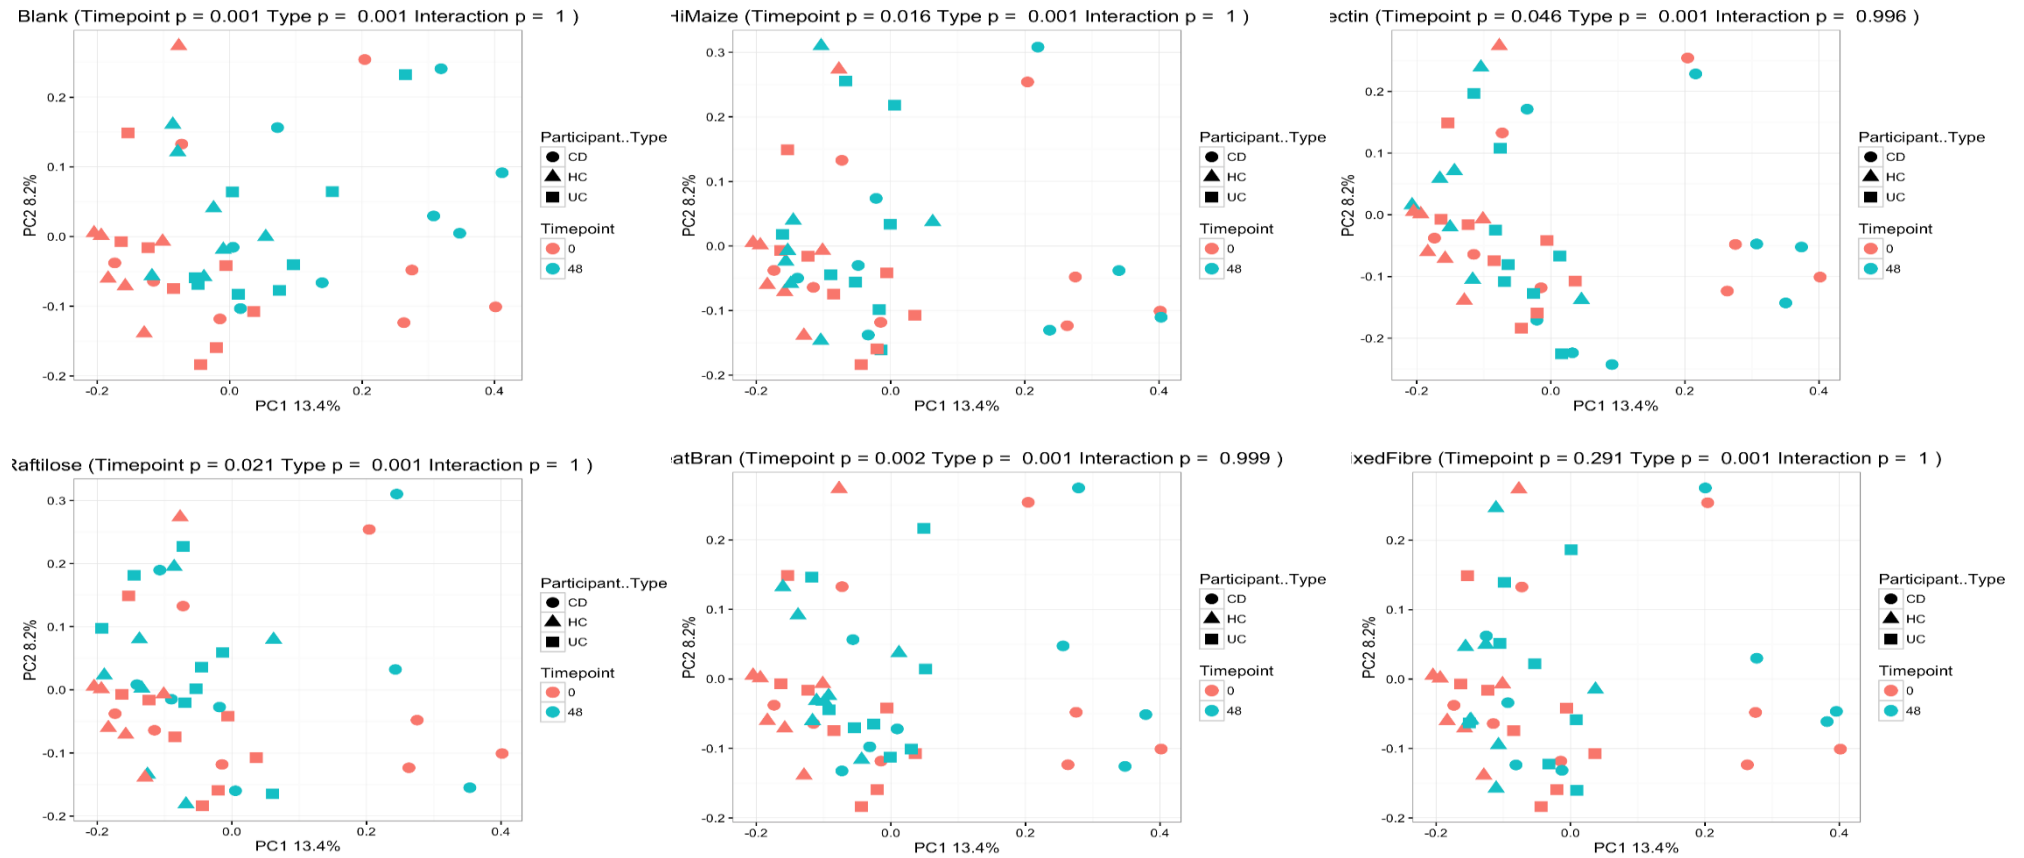 Blank (Timepoint p = 0.001 Type p = 0.001 Interaction p = 1 )
0.2
0.1
0.0
-0.1
-0.2
PC2 8.2%
-0.2 0.0 0.2 0.4
PC1 13.4%
Participant..Type
CD
HC
UC
Timepoint
0
48
HiMaize (Timepoint p = 0.016 Type p = 0.001 Interaction p = 1 )
0.3
0.2
0.1
0.0
-0.1
-0.2
PC2 8.2%
-0.2 0.0 0.2 0.4
PC1 13.4%
Participant..Type
CD
HC
UC
Timepoint
0
48
ectin (Timepoint p = 0.046 Type p = 0.001 Interaction p = 0.996 )
0.2
0.1
0.0
-0.1
-0.2
PC2 8.2%
-0.2 0.0 0.2 0.4
PC1 13.4%
Participant..Type
CD
HC
UC
Timepoint
0
48
Raftilose (Timepoint p = 0.021 Type p = 0.001 Interaction p = 1 )
0.3
0.2
0.1
0.0
-0.1
-0.2
PC2 8.2%
-0.2 0.0 0.2 0.4
PC1 13.4%
Participant..Type
CD
HC
UC
Timepoint
0
48
eatBran (Timepoint p = 0.002 Type p = 0.001 Interaction p = 0.999 )
0.2
0.1
0.0
-0.1
-0.2
PC2 8.2%
-0.2 0.0 0.2 0.4
PC1 13.4%
Participant..Type
CD
HC
UC
Timepoint
0
48
ixedFibre (Timepoint p = 0.291 Type p = 0.001 Interaction p = 1 )
0.2
0.1
0.0
-0.1
-0.2
PC2 8.2%
-0.2 0.0 0.2 0.4
PC1 13.4%
Participant..Type
CD
HC
UC
Timepoint
0
48